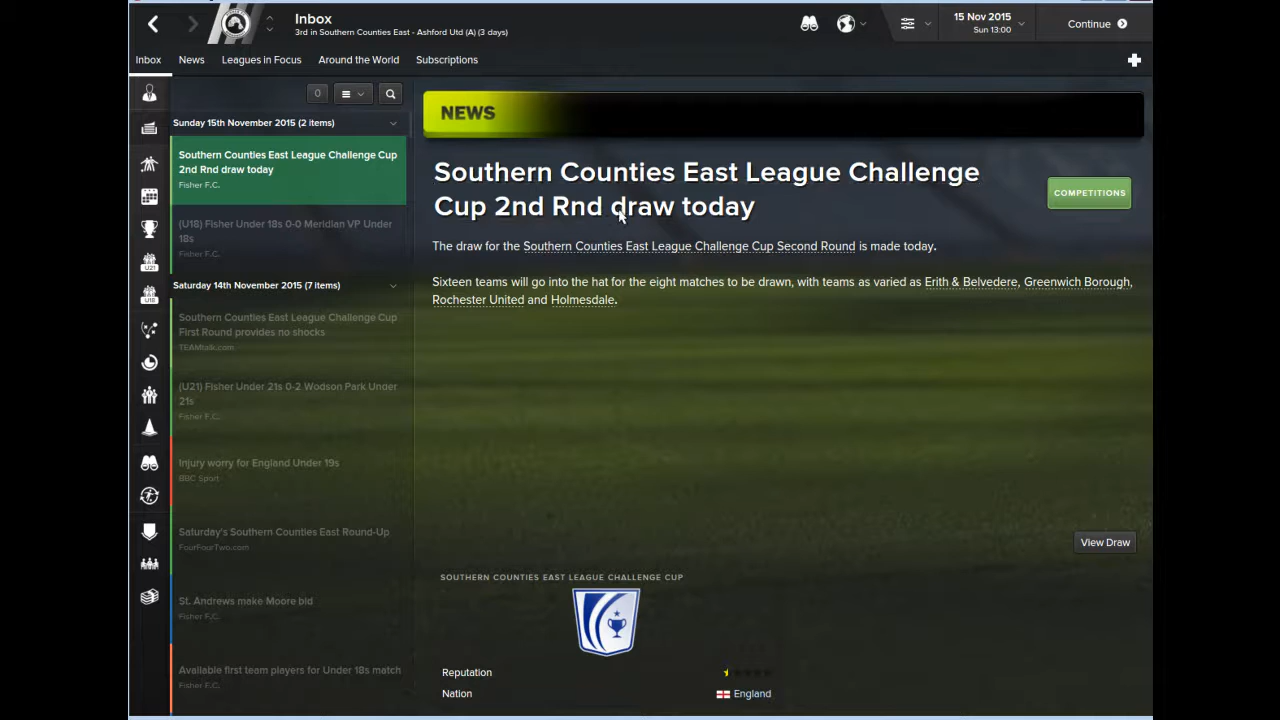 Inbox
3rd in Southern Counties East - Ashford Utd (A) (3 days)
15 Nov 2015
Sun 13:00
Continue
Inbox
News
Leagues in Focus
Around the World
Subscriptions
0
Sunday 15th November 2015 (2 items)
Southern Counties East League Challenge Cup
2nd Rnd draw today
Fisher F.C.
(U18) Fisher Under 18s 0-0 Meridian VP Under
18s
Fisher F.C.
Saturday 14th November 2015 (7 items)
Southern Counties East League Challenge Cup
First Round provides no shocks
TEAMtalk.com
(U21) Fisher Under 21s 0-2 Wodson Park Under
21s
Fisher F.C.
Injury worry for England Under 19s
BBC Sport
Saturday's Southern Counties East Round-Up
FourFourTwo.com
St. Andrews make Moore bid
Fisher F.C.
Available first team players for Under 18s match
Fisher F.C.
U21
U18
NEWS
Southern Counties East League Challenge
Cup 2nd Rnd draw today
COMPETITIONS
The draw for the Southern Counties East League Challenge Cup Second Round is made today.
Sixteen teams will go into the hat for the eight matches to be drawn, with teams as varied as Erith & Belvedere, Greenwich Borough,
Rochester United and Holmesdale.
View Draw
SOUTHERN COUNTIES EAST LEAGUE CHALLENGE CUP
Reputation
Nation
England